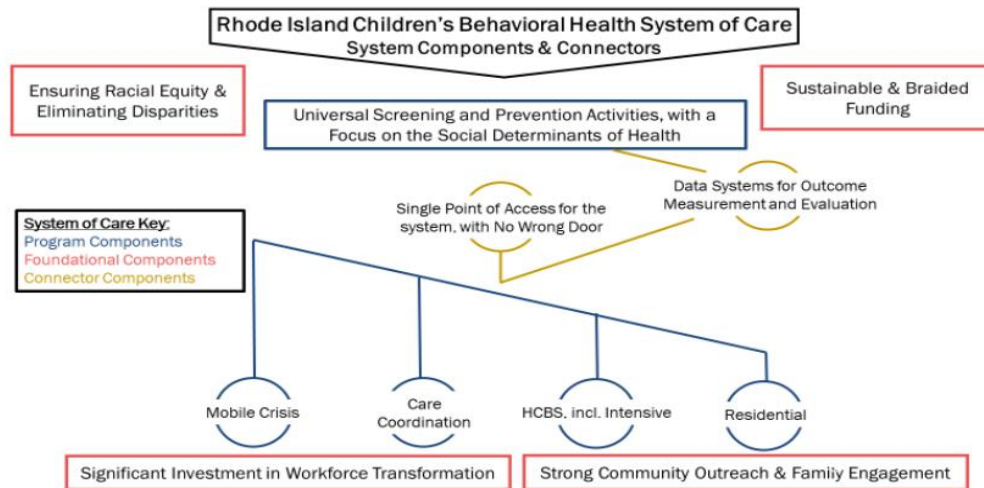 Rhode Island Children's Behavioral Health System of Care
System Components & Connectors
Ensuring Racial Equity &
Eliminating Disparities
Sustainable & Braided
Funding
Universal Screening and Prevention Activities, with a
Focus on the Social Determinants of Health
Single Point of Access for the
system, with No Wrong Door
Data Systems for Outcome
Measurement and Evaluation
System of Care Key:
Program Components
Foundational Components
Connector Components
Mobile Crisis
Care
Coordination
HCBS, incl. Intensive
Residential
Significant Investment in Workforce Transformation
Strong Community Outreach & Family Engagement